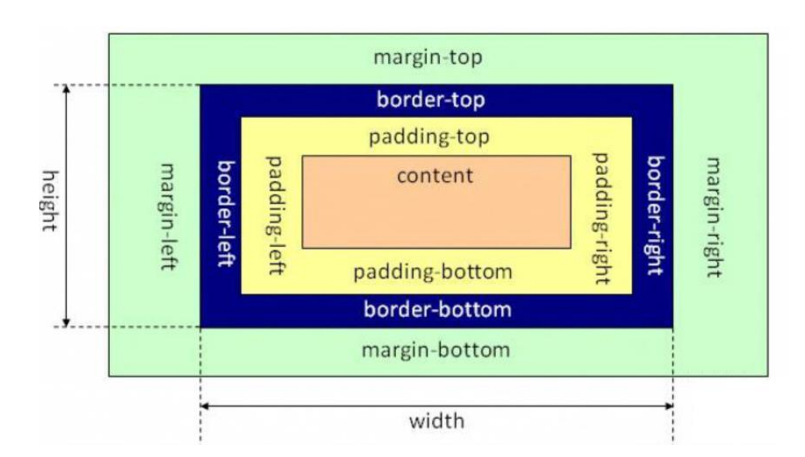 margin-top
border-top
padding-top
content
height
margin-left
border-left
padding-left
padding-right
border-right
margin-right
padding-bottom
border-bottom
margin-bottom
width